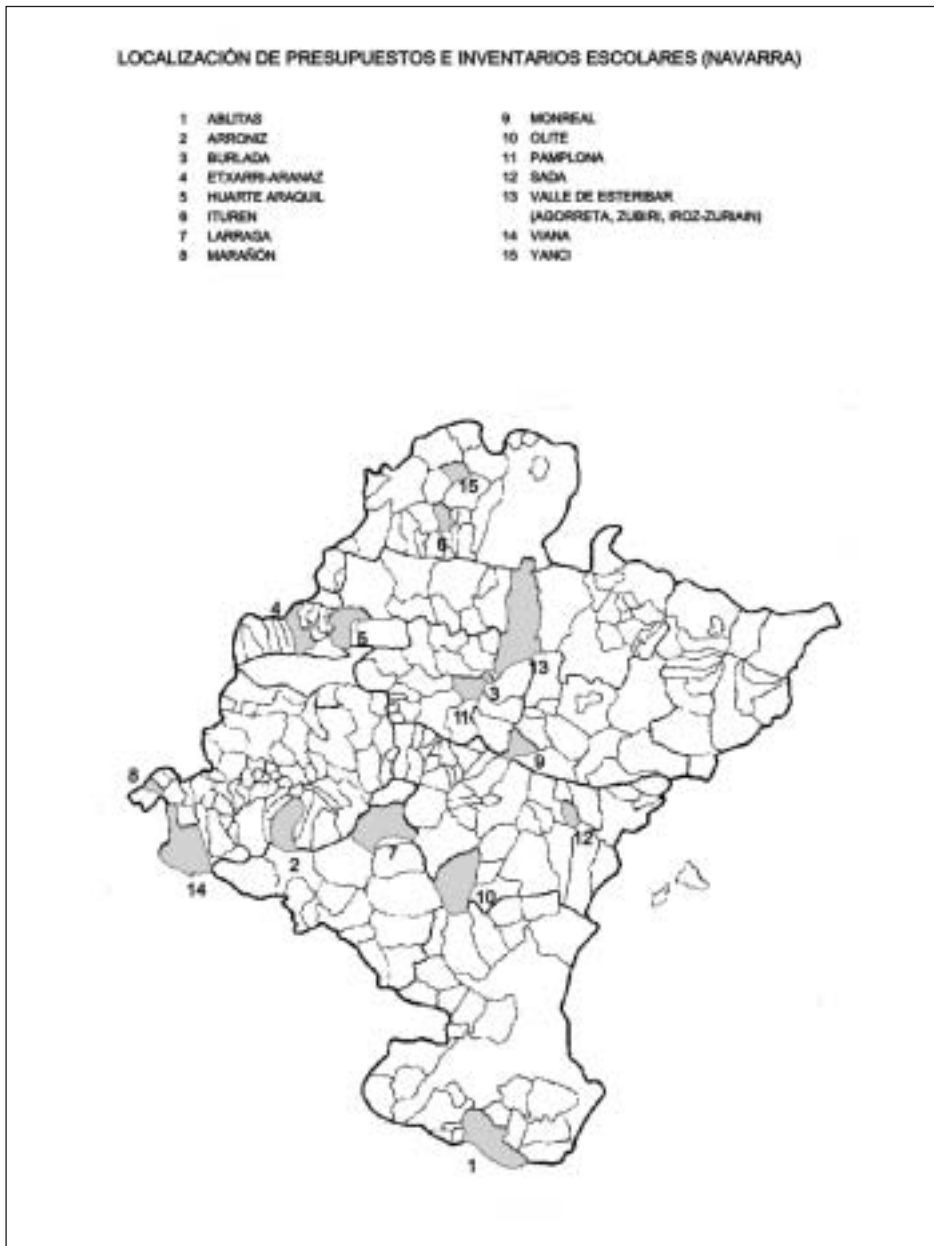 LOCALIZACIÓN DE PRESUPUESTOS E INVENTARIOS ESCOLARES (NAVARRA)
1 ABLITAS
2 ARRONIZ
3 BURLADA
4 ETXARRI-ARANAZ
5 HUARTE ARAQUIL
6 ITUREN
7 LARRAGA
8 MARAÑÓN
9 MONREAL
10 OLITE
11 PAMPLONA
12 SADA
13 VALLE DE ESTERIBAR
(AGORRETA, ZUBIRI, IROZ-ZURIAIN)
14 VIANA
15 YANCI
15
6
4
5
13
3
11
9
8
12
7
2
14
10
1